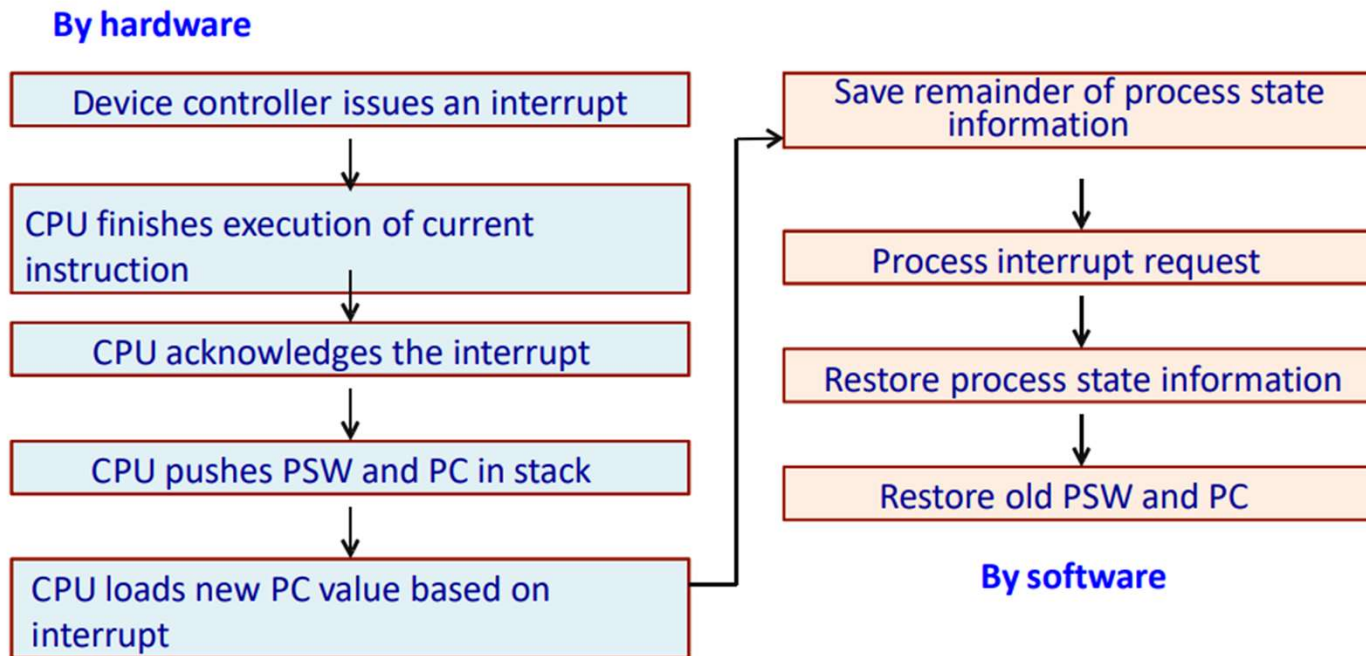 By hardware
Device controller issues an interrupt
CPU finishes execution of current
instruction
CPU acknowledges the interrupt
CPU pushes PSW and PC in stack
CPU loads new PC value based on
interrupt
Save remainder of process state
information
Process interrupt request
Restore process state information
Restore old PSW and PC
By software